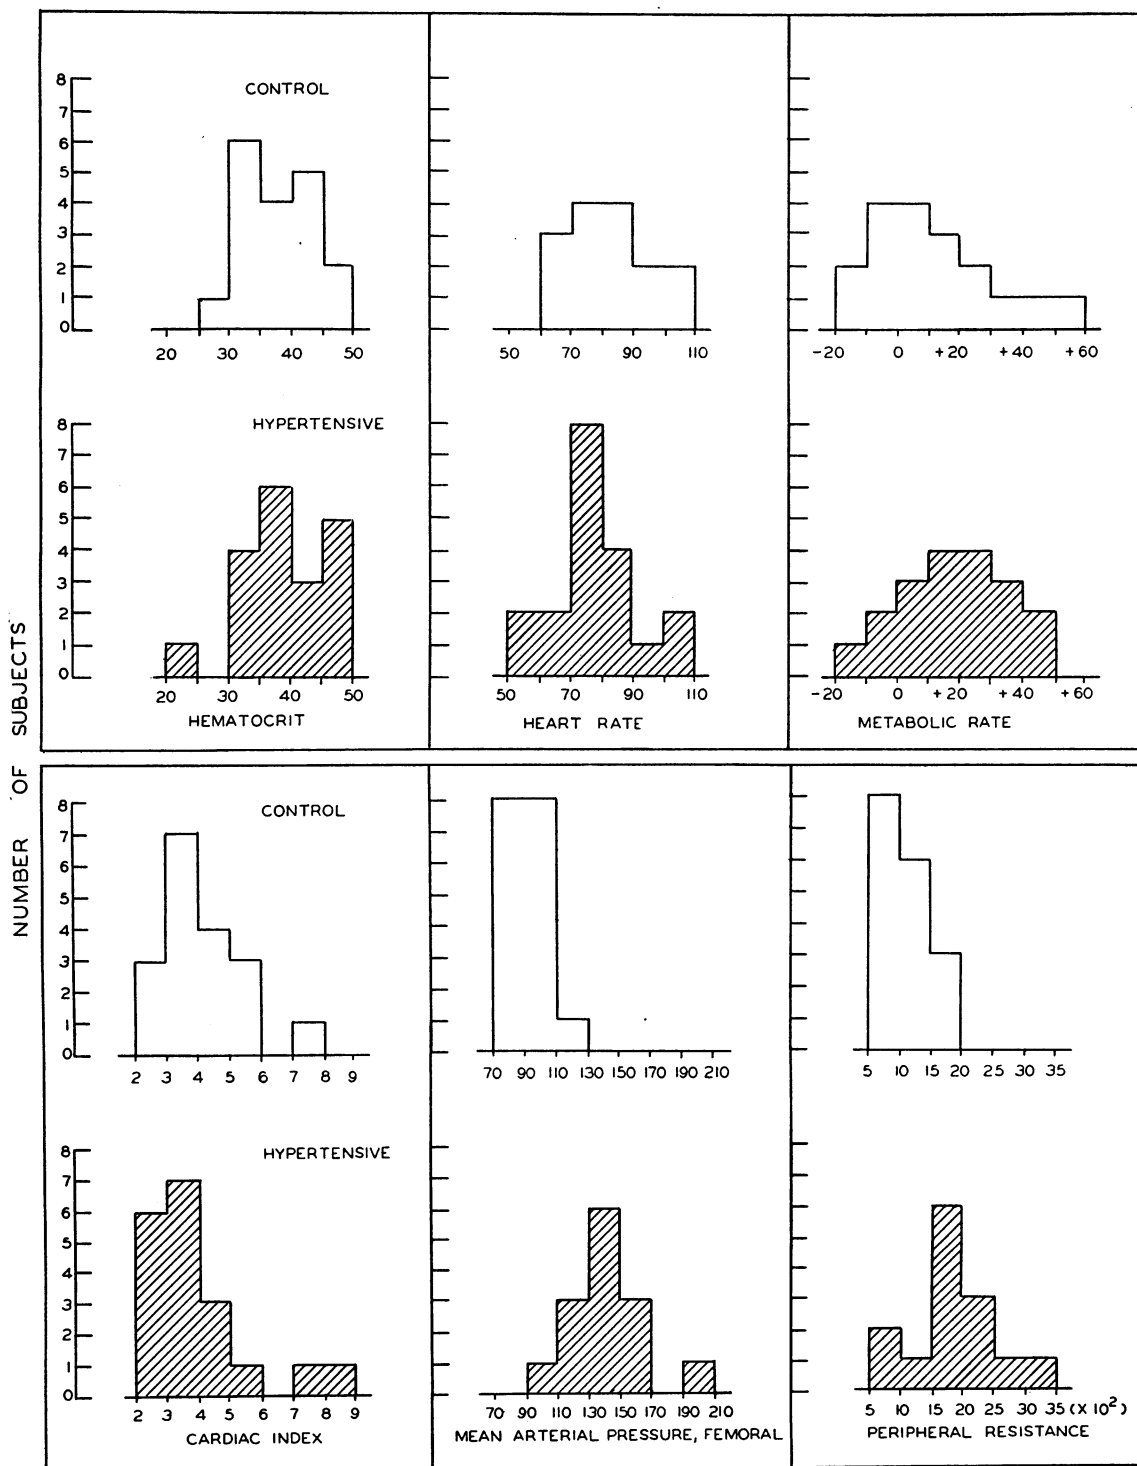 NUMBER OF SUBJECTS
CONTROL
8
7
6
5
4
3
2
1
0
20 30 40 50
50 70 90 110
-20 0 +20 +40 +60
HYPERTENSIVE
8
7
6
5
4
3
2
1
0
20 30 40 50
50 70 90 110
-20 0 +20 +40 +60
HEMATOCRIT
HEART RATE
METABOLIC RATE
CONTROL
8
7
6
5
4
3
2
1
0
2 3 4 5 6 7 8 9
70 90 110 130 150 170 190 210
5 10 15 20 25 30 35
HYPERTENSIVE
8
7
6
5
4
3
2
1
0
2 3 4 5 6 7 8 9
70 90 110 130 150 170 190 210
5 10 15 20 25 30 35 (X 10²)
CARDIAC INDEX
MEAN ARTERIAL PRESSURE, FEMORAL
PERIPHERAL RESISTANCE